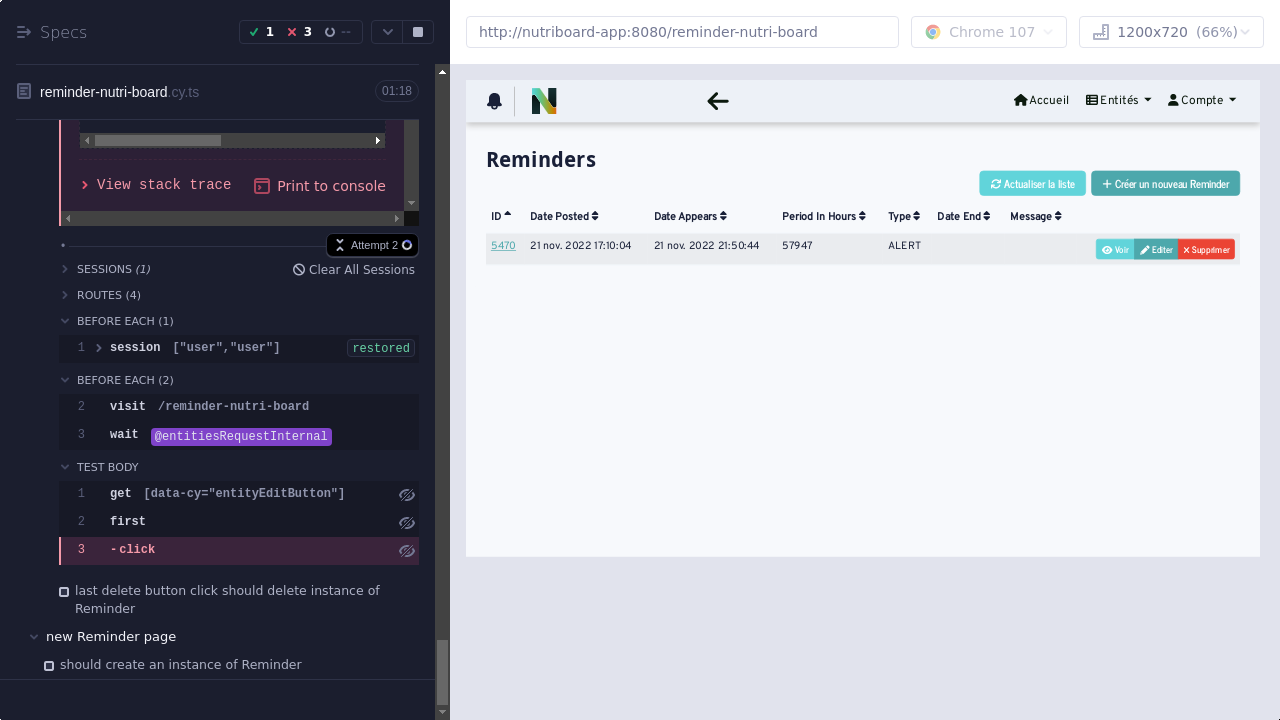 Specs
1
3
--
reminder-nutri-board.cy.ts
01:18
View stack trace
Print to console
Attempt 2
SESSIONS (1)
Clear All Sessions
ROUTES (4)
BEFORE EACH (1)
1 session ["user","user"] restored
BEFORE EACH (2)
2 visit /reminder-nutri-board
3 wait @entitiesRequestInternal
TEST BODY
1 get [data-cy="entityEditButton"]
2 first
3 -click
last delete button click should delete instance of
Reminder
new Reminder page
should create an instance of Reminder
http://nutriboard-app:8080/reminder-nutri-board
Chrome 107
1200x720 (66%)
N
Accueil
Entités
Compte
Reminders
Actualiser la liste
Créer un nouveau Reminder
ID Date Posted Date Appears Period In Hours Type Date End Message
5470 21 nov. 2022 17:10:04 21 nov. 2022 21:50:44 57947 ALERT Voir Editer Supprimer